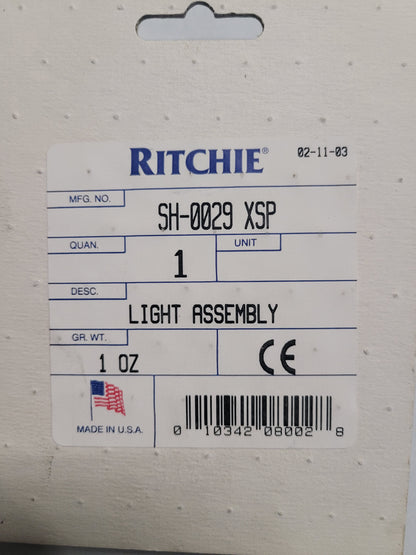 RITCHIE® 02-11-03
MFG. NO.
SH-0029 XSP
QUAN. UNIT
1
DESC.
LIGHT ASSEMBLY
GR. WT.
1 OZ CE
MADE IN U.S.A.
0 10342 08002 8